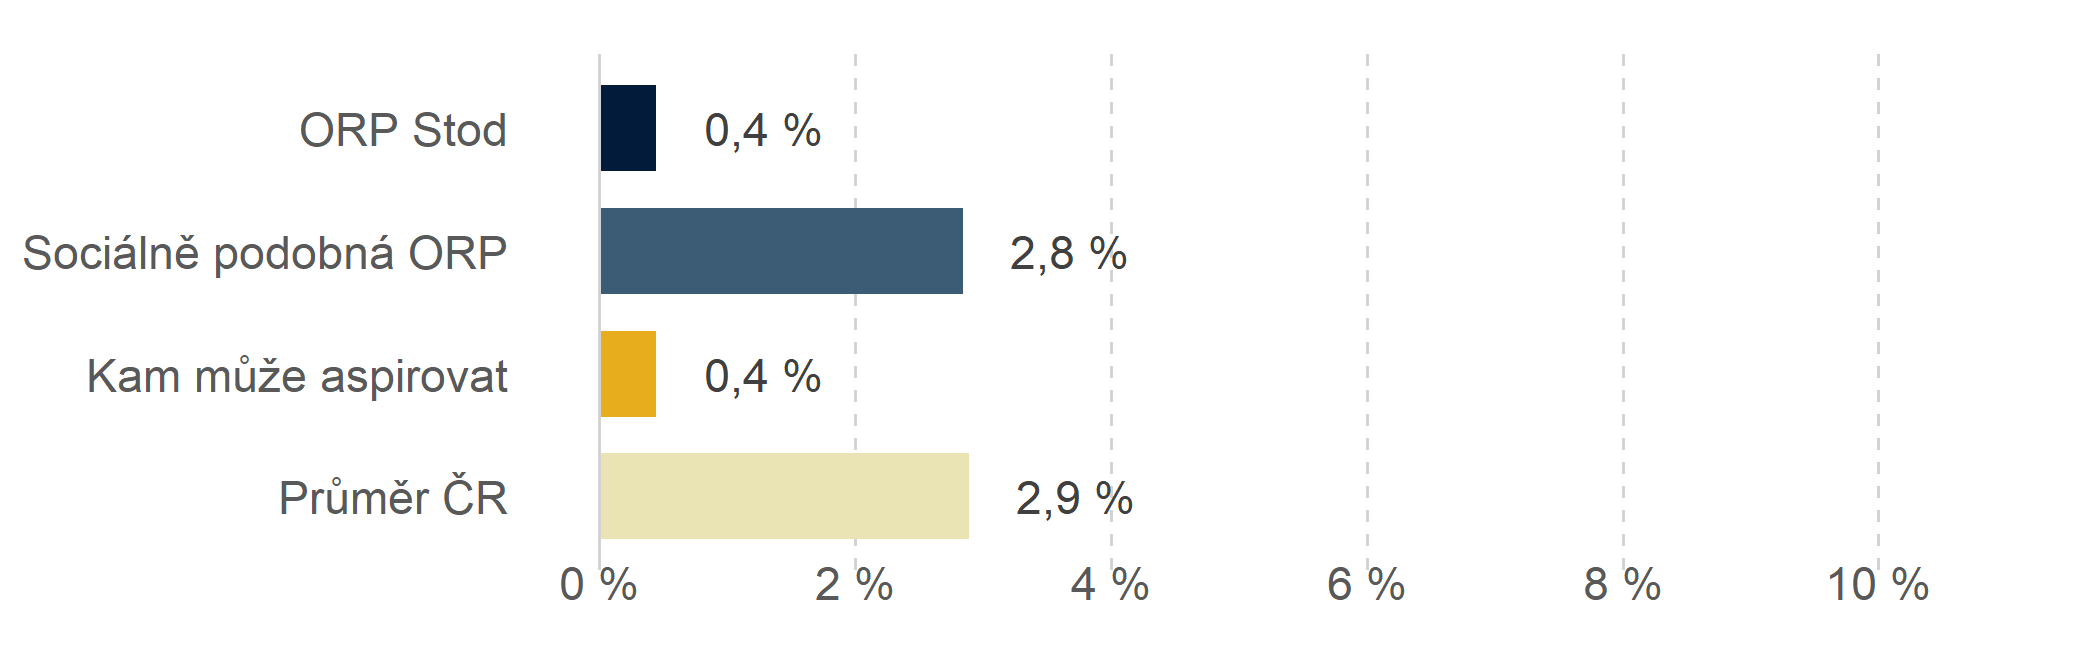 ORP Stod
0,4 %
Sociálně podobná ORP
2,8 %
Kam může aspirovat
0,4 %
Průměr ČR
2,9 %
0 %
2 %
4 %
6 %
8 %
10 %